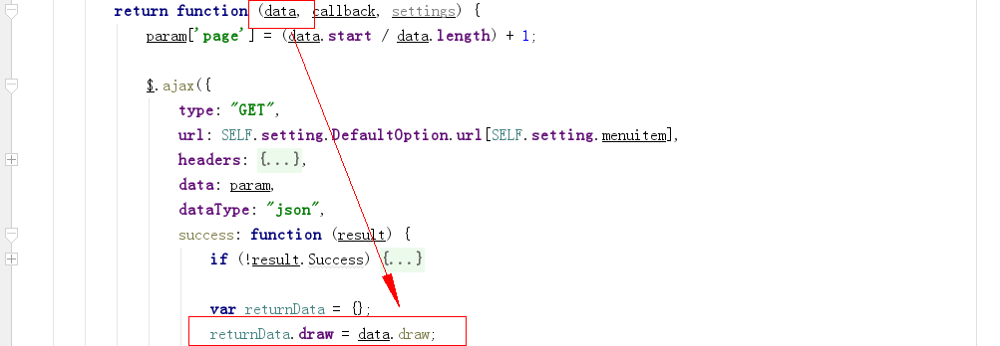 return function (data, callback, settings) {
param['page'] = (data.start / data.length) + 1;
$.ajax({
type: "GET",
url: SELF.setting.DefaultOption.url[SELF.setting.menuitem],
headers: {...},
data: param,
dataType: "json",
success: function (result) {
if (!result.Success) {...}
var returnData = {};
returnData.draw = data.draw;